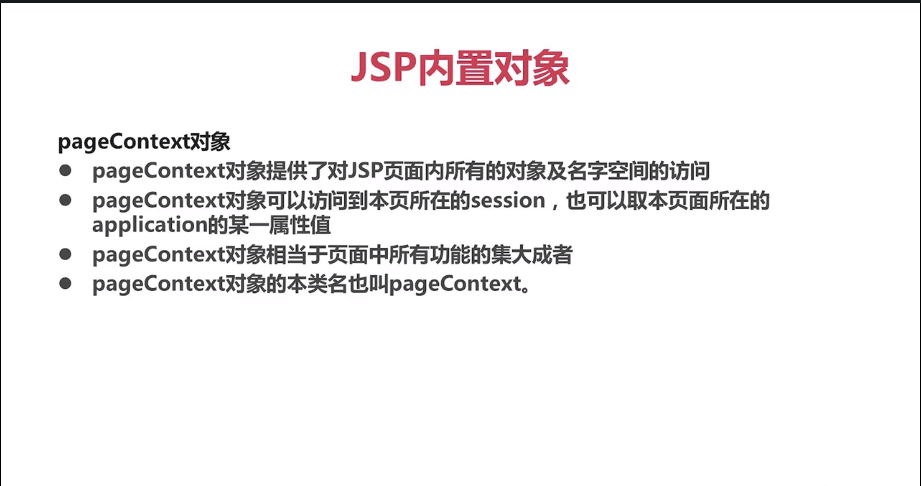 JSP内置对象
pageContext对象
● pageContext对象提供了对JSP页面内所有的对象及名字空间的访问
● pageContext对象可以访问到本页所在的session，也可以取本页面所在的
application的某一属性值
● pageContext对象相当于页面中所有功能的集大成者
● pageContext对象的本类名也叫pageContext。